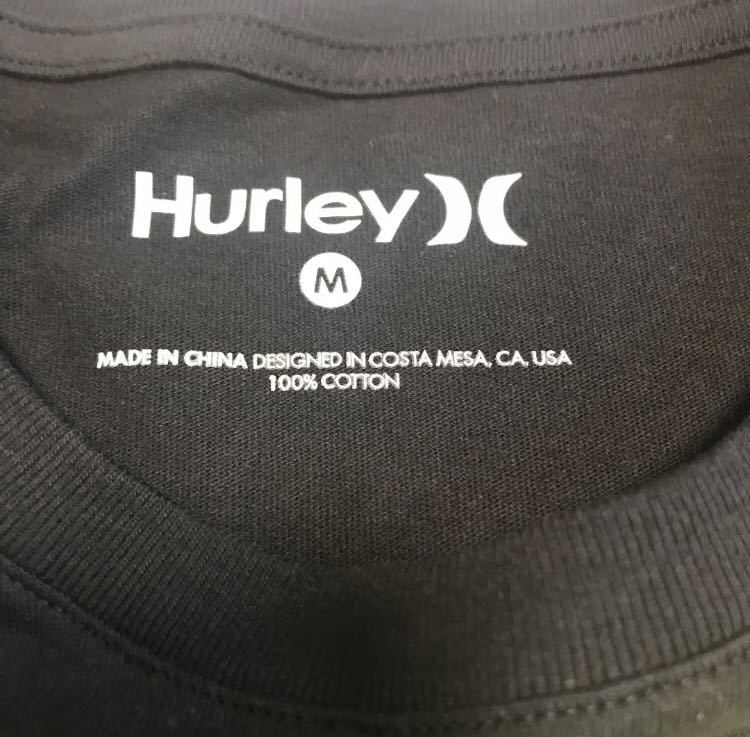 Hurley
M
MADE IN CHINA DESIGNED IN COSTA MESA, CA, USA
100% COTTON